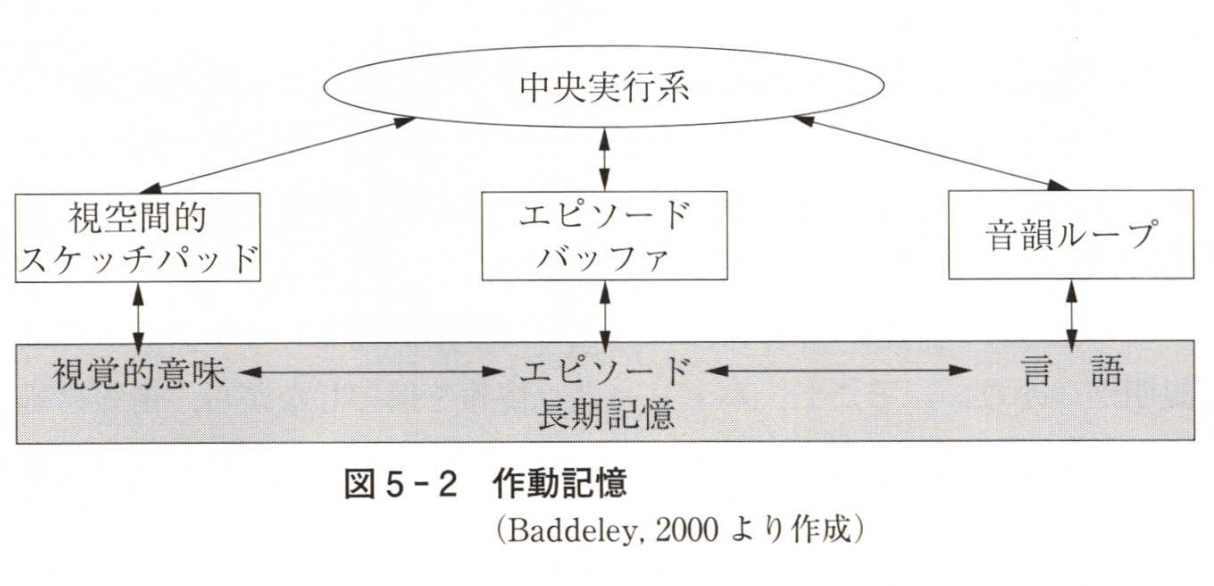 中央実行系
視空間的
スケッチパッド
エピソード
バッファ
音韻ループ
視覚的意味
エピソード
長期記憶
言　語
図5-2　作動記憶
(Baddeley, 2000 より作成)